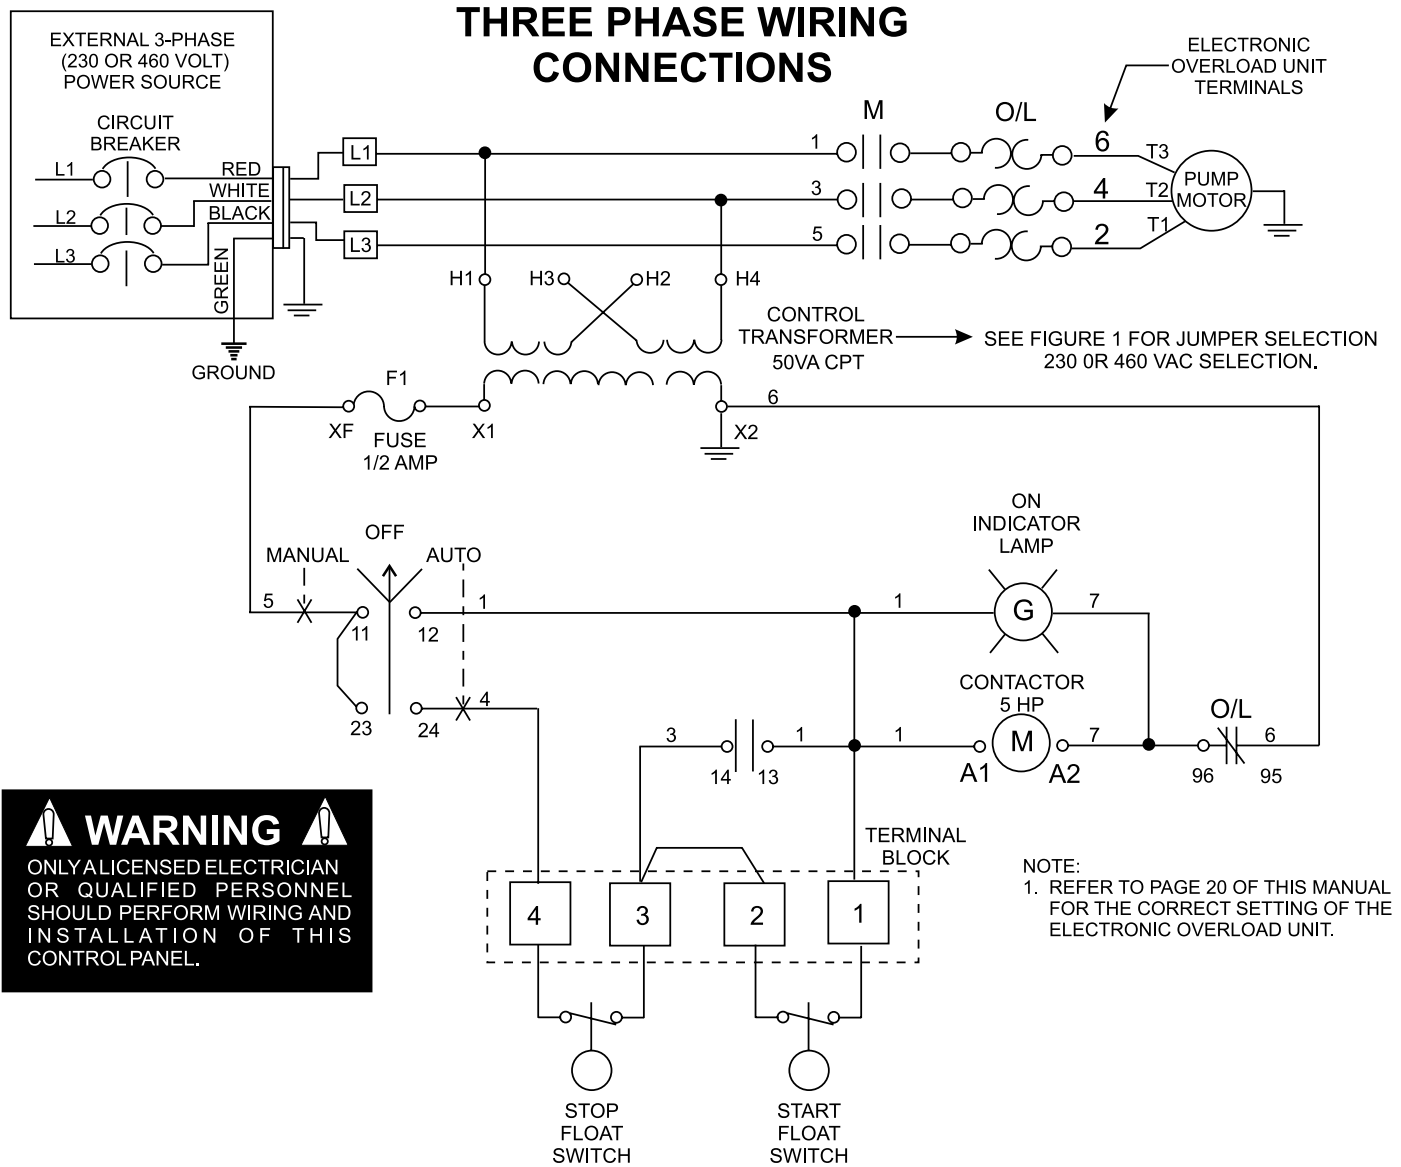 THREE PHASE WIRING
CONNECTIONS
EXTERNAL 3-PHASE
(230 OR 460 VOLT)
POWER SOURCE
CIRCUIT
BREAKER
L1
L2
L3
RED
WHITE
BLACK
GREEN
GROUND
L1
L2
L3
M
O/L
ELECTRONIC
OVERLOAD UNIT
TERMINALS
1
3
5
6
4
2
T3
T2
T1
PUMP
MOTOR
H1
H3
H2
H4
CONTROL
TRANSFORMER
50VA CPT
SEE FIGURE 1 FOR JUMPER SELECTION
230 0R 460 VAC SELECTION.
F1
XF
FUSE
1/2 AMP
X1
X2
6
OFF
MANUAL
AUTO
5
11
12
1
23
24
4
ON
INDICATOR
LAMP
1
G
7
CONTACTOR
5 HP
3
14
13
1
1
A1
M
A2
7
O/L
96
95
6
TERMINAL
BLOCK
4
3
2
1
STOP
FLOAT
SWITCH
START
FLOAT
SWITCH
WARNING
ONLY A LICENSED ELECTRICIAN
OR QUALIFIED PERSONNEL
SHOULD PERFORM WIRING AND
INSTALLATION OF THIS
CONTROL PANEL.
NOTE:
1. REFER TO PAGE 20 OF THIS MANUAL
FOR THE CORRECT SETTING OF THE
ELECTRONIC OVERLOAD UNIT.